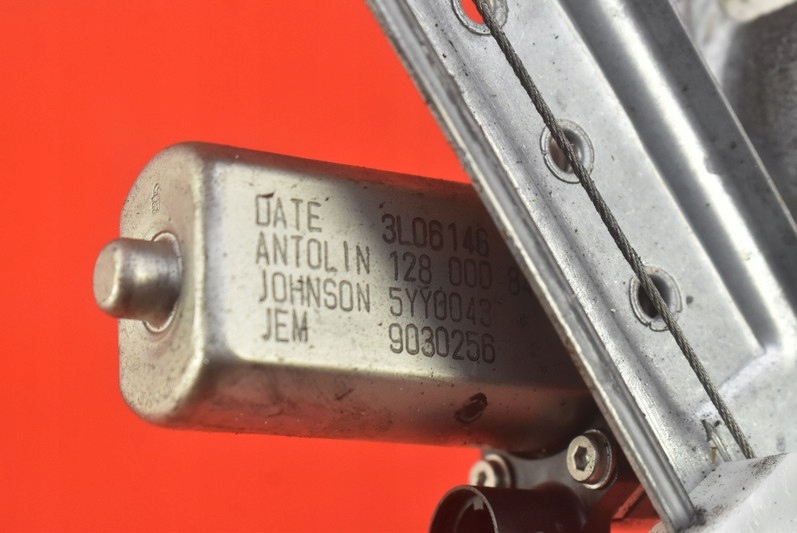 DATE 3L06146
ANTOLIN 128 000
JOHNSON 5YY0043
JEM 9030256